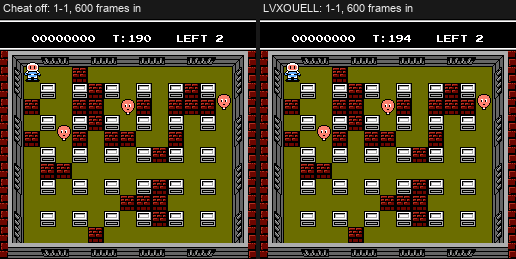 Cheat off: 1-1, 600 frames in
LVXOUELL: 1-1, 600 frames in
00000000 T:190 LEFT 2
00000000 T:194 LEFT 2